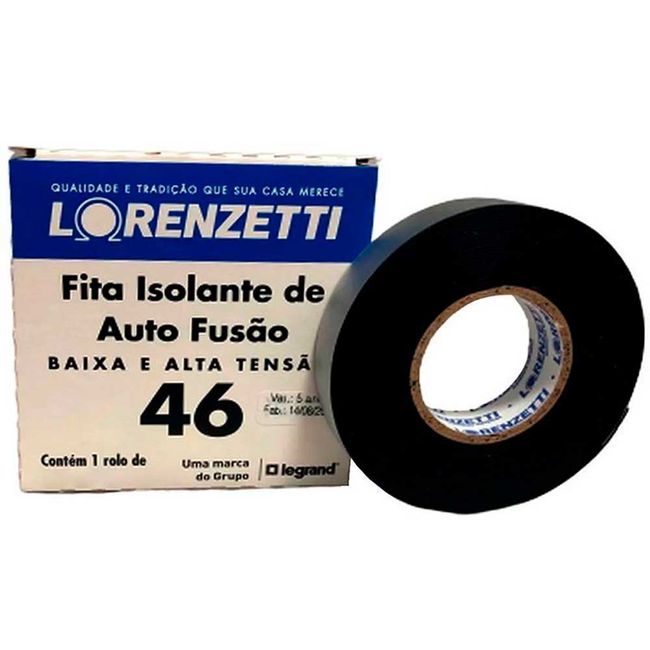 QUALIDADE E TRADIÇÃO QUE SUA CASA MERECE
LORENZETTI
Fita Isolante de
Auto Fusão
BAIXA E ALTA
46
Contém 1 rolo de
Uma marca
do Grupo
legrand
LORENZETTI
LORENZETTI